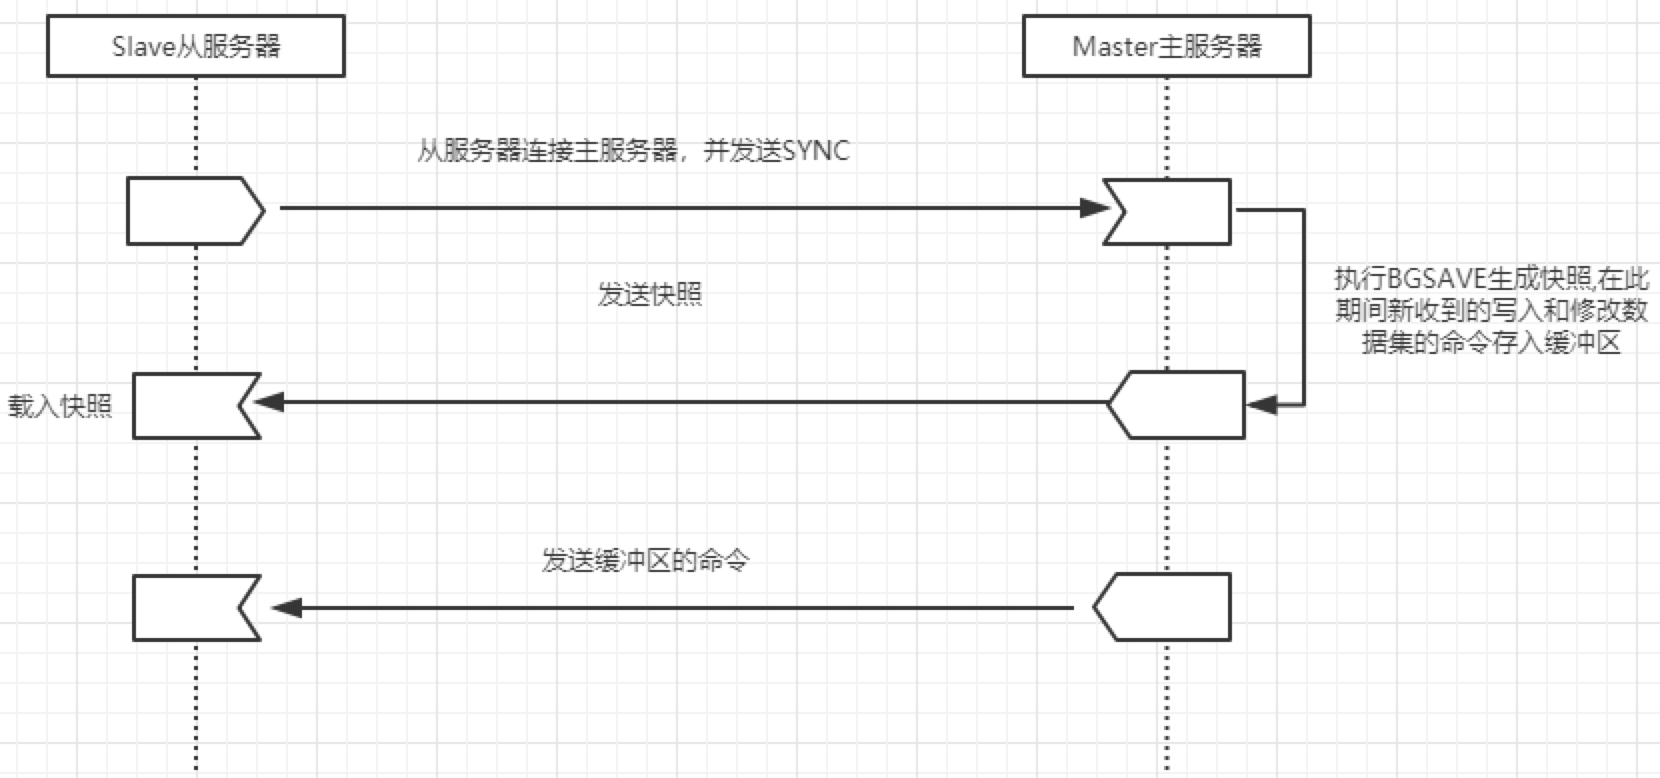 Slave从服务器
Master主服务器
从服务器连接主服务器，并发送SYNC
发送快照
执行BGSAVE生成快照,在此
期间新收到的写入和修改数
据集的命令存入缓冲区
载入快照
发送缓冲区的命令